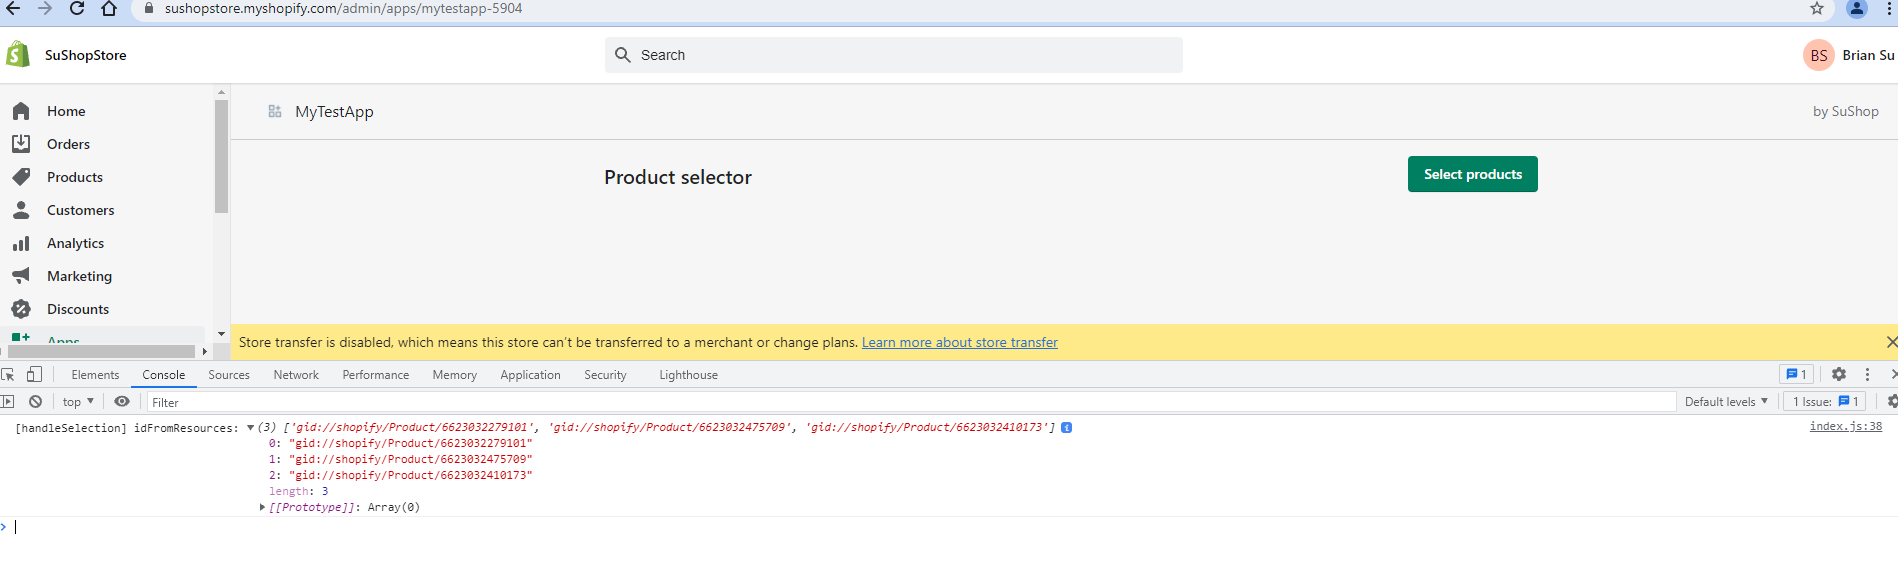 sushopstore.myshopify.com/admin/apps/mytestapp-5904
SuShopStore
Search
BS
Brian Su
Home
Orders
Products
Customers
Analytics
Marketing
Discounts
Apps
MyTestApp
by SuShop
Product selector
Select products
Store transfer is disabled, which means this store can't be transferred to a merchant or change plans. Learn more about store transfer
Elements Console Sources Network Performance Memory Application Security Lighthouse 1
top Filter Default levels 1 Issue: 1
[handleSelection] idFromResources: (3) ['gid://shopify/Product/6623032279101', 'gid://shopify/Product/6623032475709', 'gid://shopify/Product/6623032410173'] i index.js:38
0: "gid://shopify/Product/6623032279101"
1: "gid://shopify/Product/6623032475709"
2: "gid://shopify/Product/6623032410173"
length: 3
[[Prototype]]: Array(0)